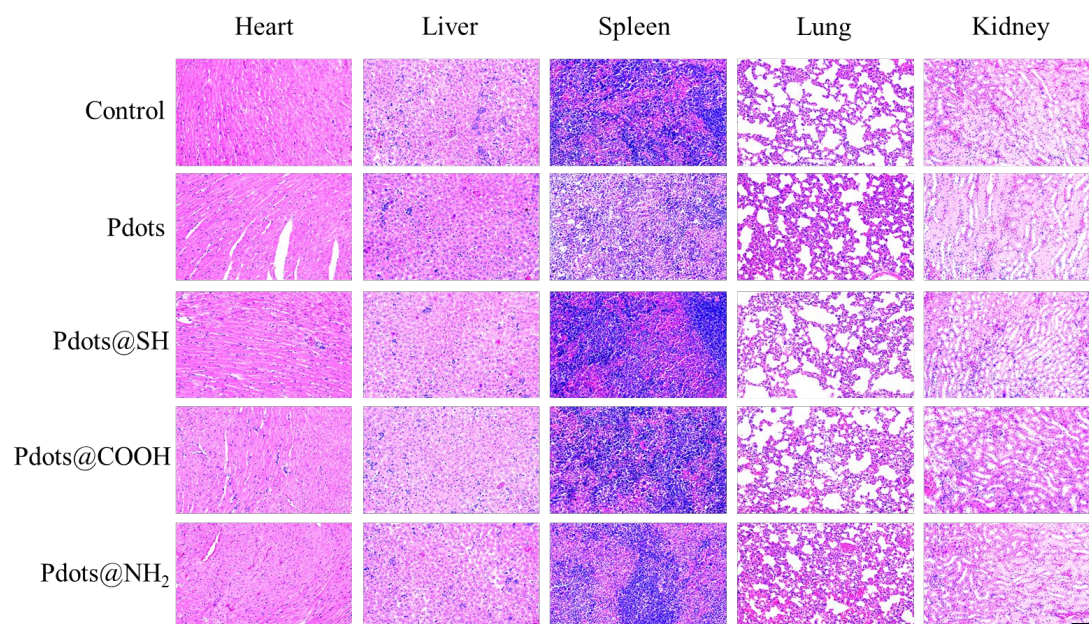 Heart Liver Spleen Lung Kidney
Control
Pdots
Pdots@SH
Pdots@COOH
Pdots@NH₂